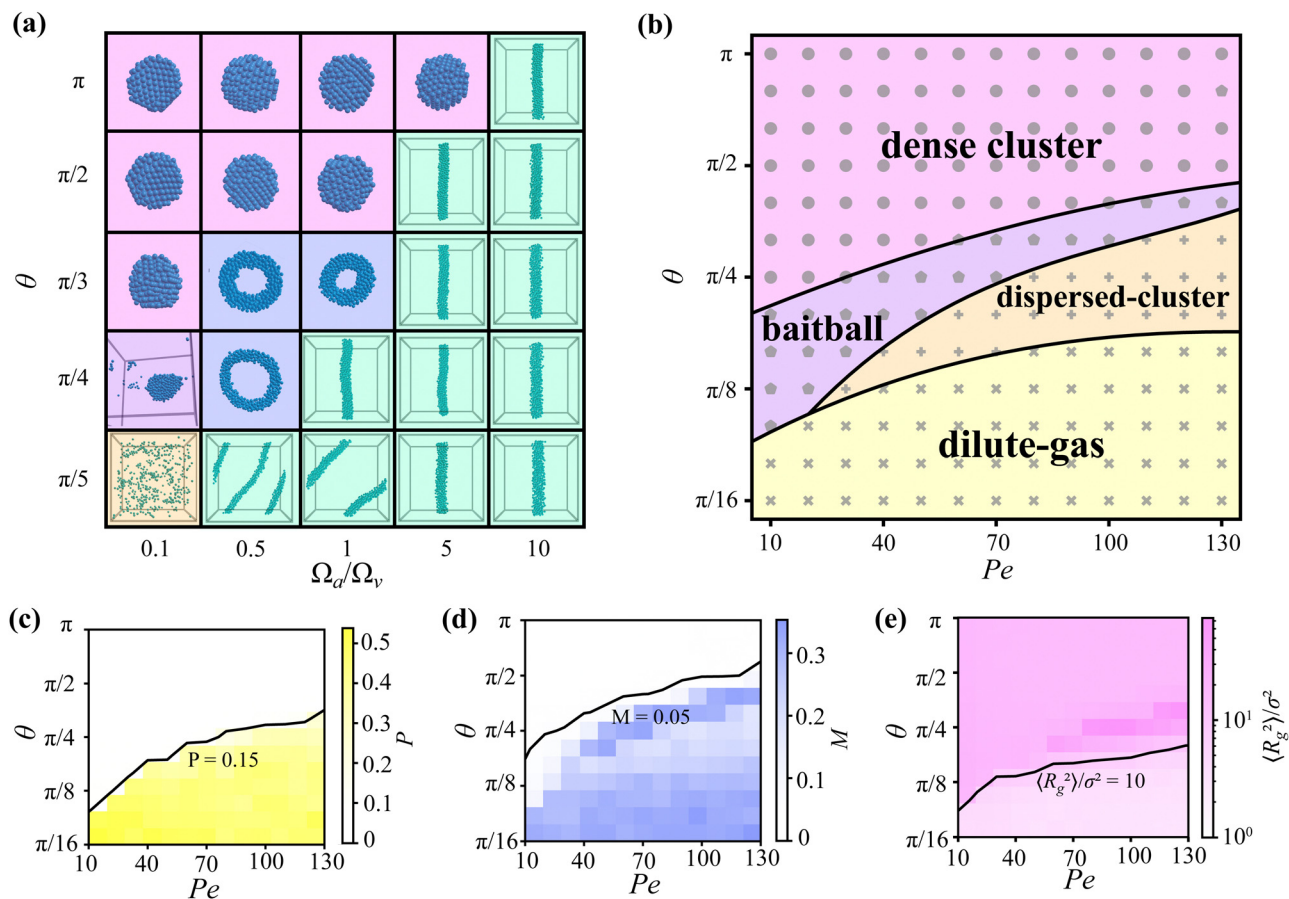 (a)
π
π/2
θ π/3
π/4
π/5
0.1 0.5 1 5 10
Ωa/Ωv
(b)
π
π/2
θ
π/4
π/8
π/16
dense cluster
baitball
dispersed-cluster
dilute-gas
10 40 70 100 130
Pe
(c)
π
π/2
θ
π/4
π/8
π/16
P = 0.15
10 40 70 100 130
Pe
0.5
0.4
0.3
0.2
0.1
0
P
(d)
π
π/2
θ
π/4
π/8
π/16
M = 0.05
10 40 70 100 130
Pe
0.3
0.2
0.1
0
M
(e)
π
π/2
θ
π/4
π/8
π/16
⟨Rg²⟩/σ² = 10
10 40 70 100 130
Pe
10¹
10⁰
⟨Rg²⟩/σ²